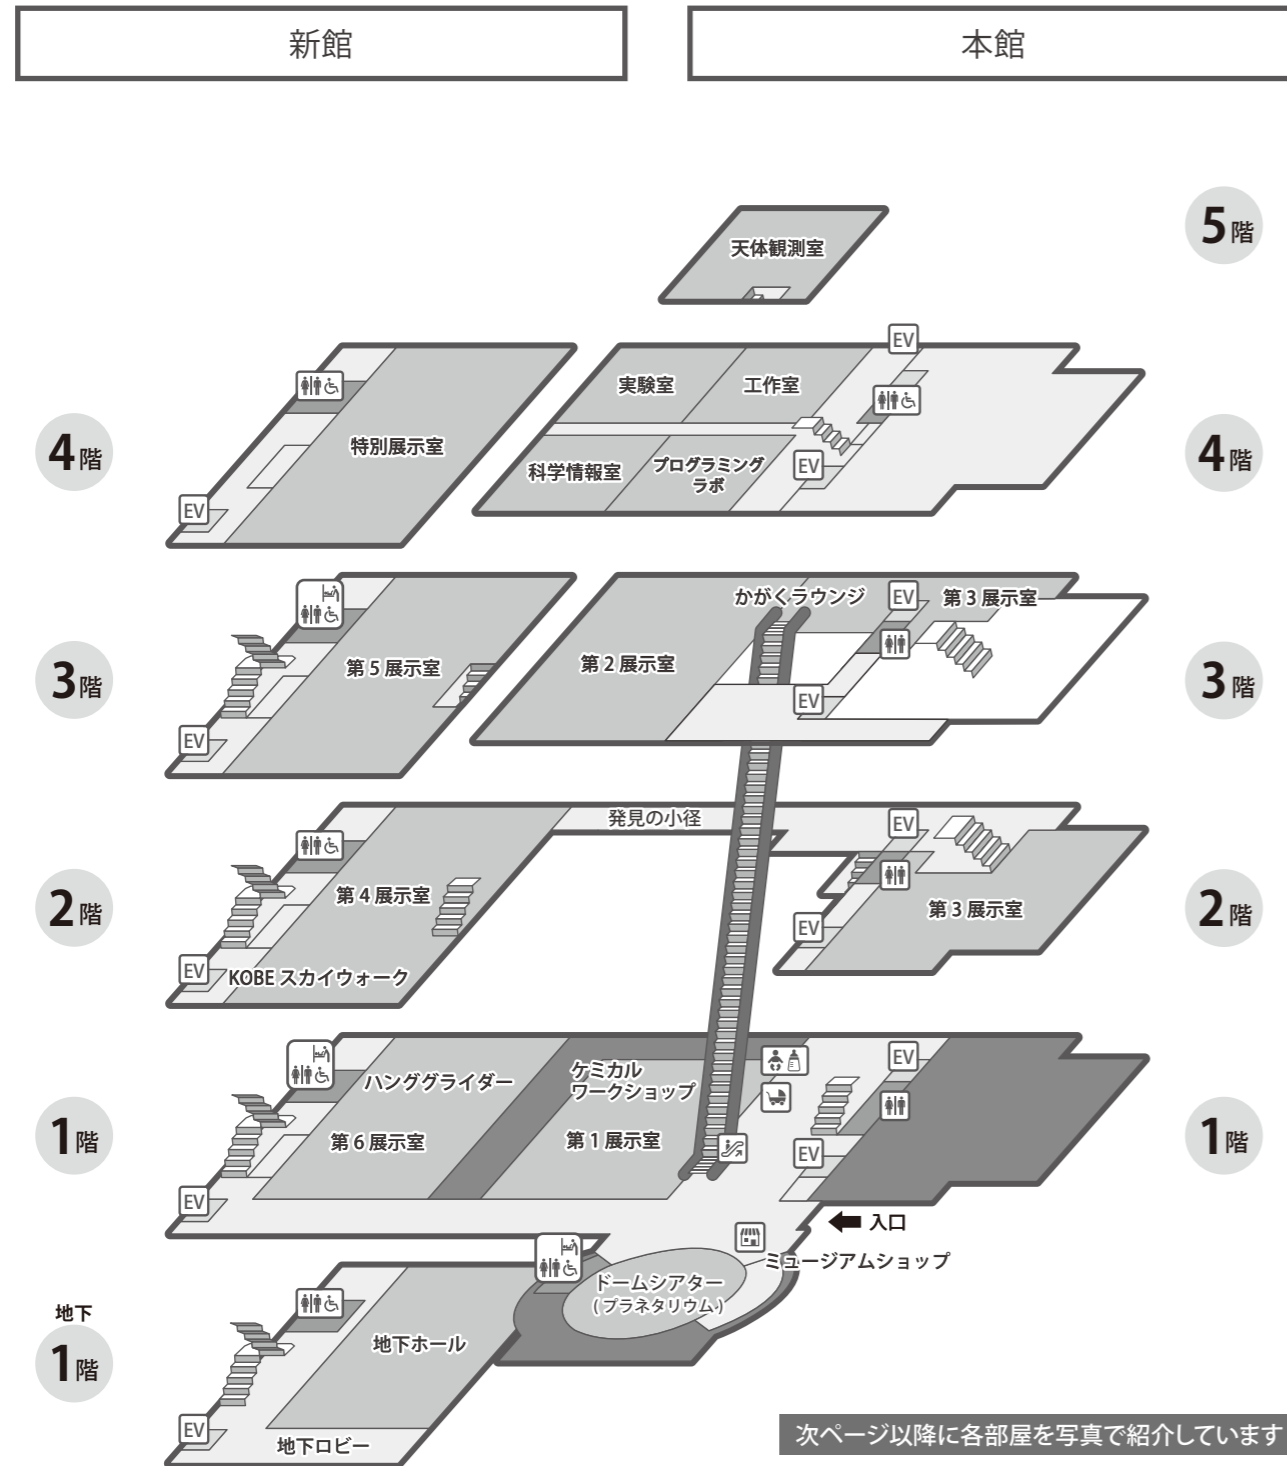 新館
本館
天体観測室
5階
EV
実験室
工作室
EV
特別展示室
科学情報室
プログラミング
ラボ
EV
4階
4階
かがくラウンジ
EV
第3展示室
第5展示室
第2展示室
EV
EV
3階
3階
発見の小径
EV
第4展示室
第3展示室
EV
EV
KOBE スカイウォーク
2階
2階
ハンググライダー
ケミカル
ワークショップ
EV
第6展示室
第1展示室
EV
EV
1階
1階
入口
ミュージアムショップ
ドームシアター
(プラネタリウム)
地下
1階
地下ホール
EV
地下ロビー
次ページ以降に各部屋を写真で紹介しています